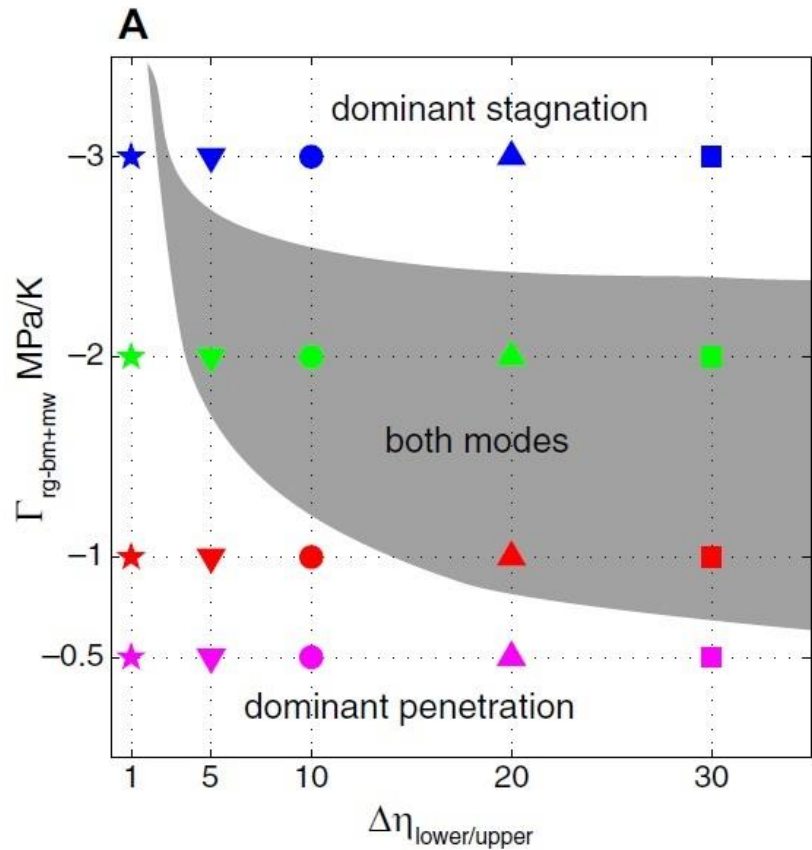 A
dominant stagnation
−3
−2
both modes
−1
−0.5
dominant penetration
Γrg-bm+mw MPa/K
1 5 10 20 30
Δηlower/upper